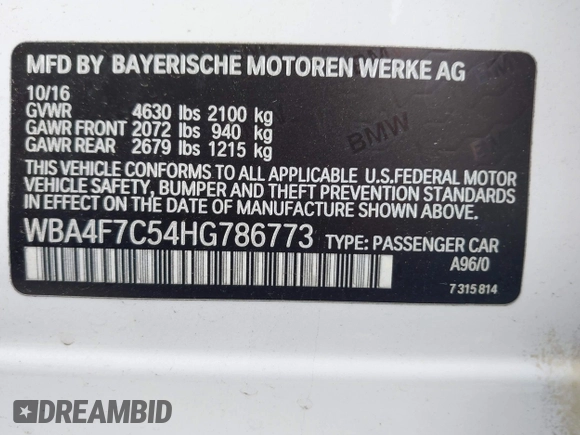 MFD BY BAYERISCHE MOTOREN WERKE AG
10/16
GVWR 4630 lbs 2100 kg
GAWR FRONT 2072 lbs 940 kg
GAWR REAR 2679 lbs 1215 kg
THIS VEHICLE CONFORMS TO ALL APPLICABLE U.S.FEDERAL MOTOR
VEHICLE SAFETY, BUMPER AND THEFT PREVENTION STANDARDS
IN EFFECT ON THE DATE OF MANUFACTURE SHOWN ABOVE.
WBA4F7C54HG786773 TYPE: PASSENGER CAR
A96/0
7 315 814
BMW
DREAMBID